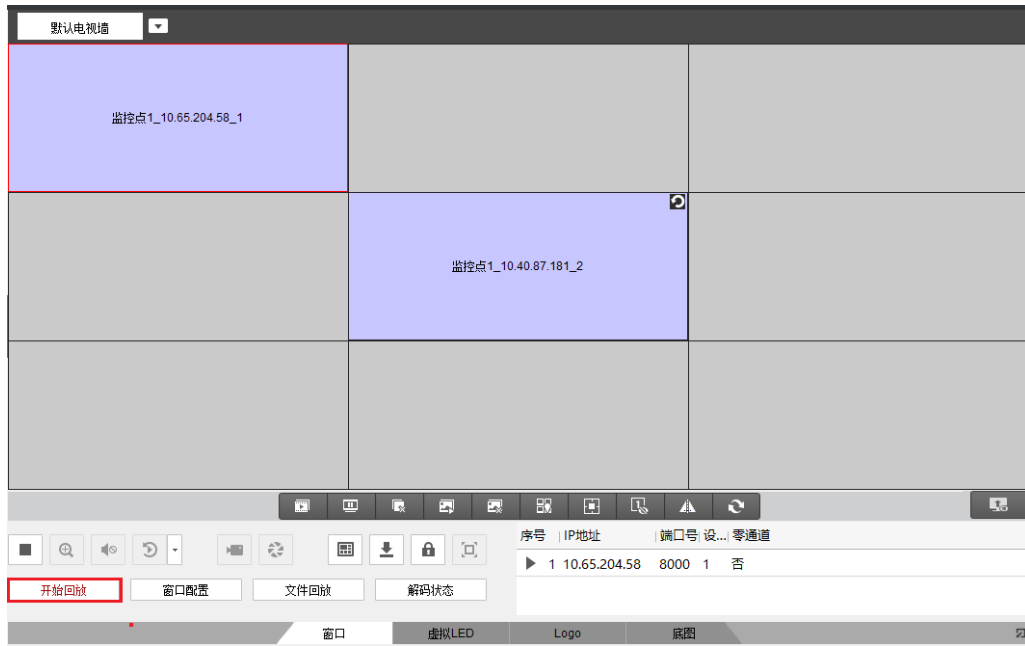 默认电视墙
监控点1_10.65.204.58_1
监控点1_10.40.87.181_2
序号 IP地址 端口号 设... 零通道
1 10.65.204.58 8000 1 否
开始回放 窗口配置 文件回放 解码状态
窗口 虚拟LED Logo 底图